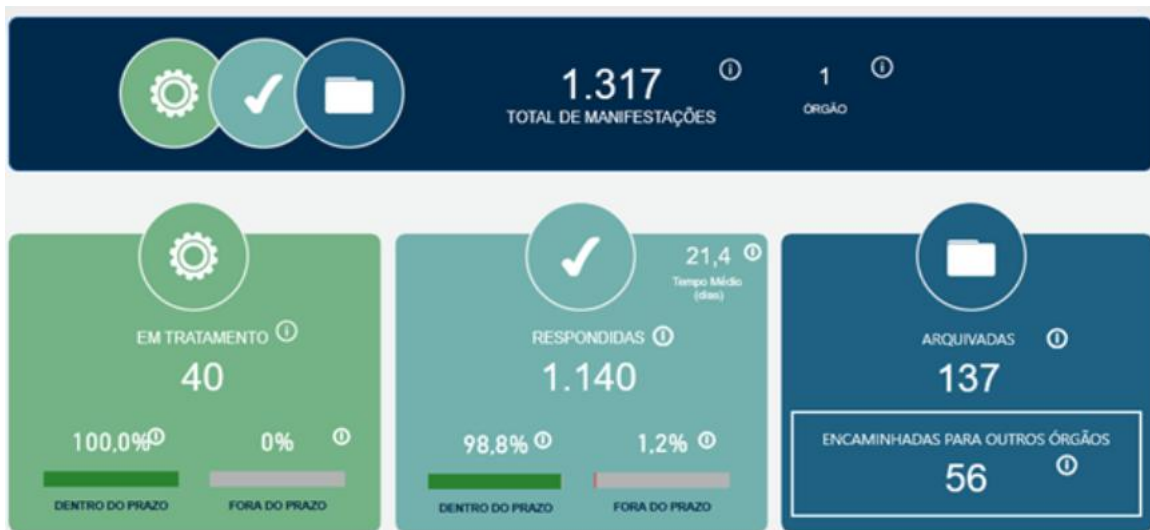 1.317
TOTAL DE MANIFESTAÇÕES
1
ÓRGÃO
EM TRATAMENTO
40
100,0%
0%
DENTRO DO PRAZO
FORA DO PRAZO
21,4
Tempo Médio
(dias)
RESPONDIDAS
1.140
98,8%
1,2%
DENTRO DO PRAZO
FORA DO PRAZO
ARQUIVADAS
137
ENCAMINHADAS PARA OUTROS ÓRGÃOS
56